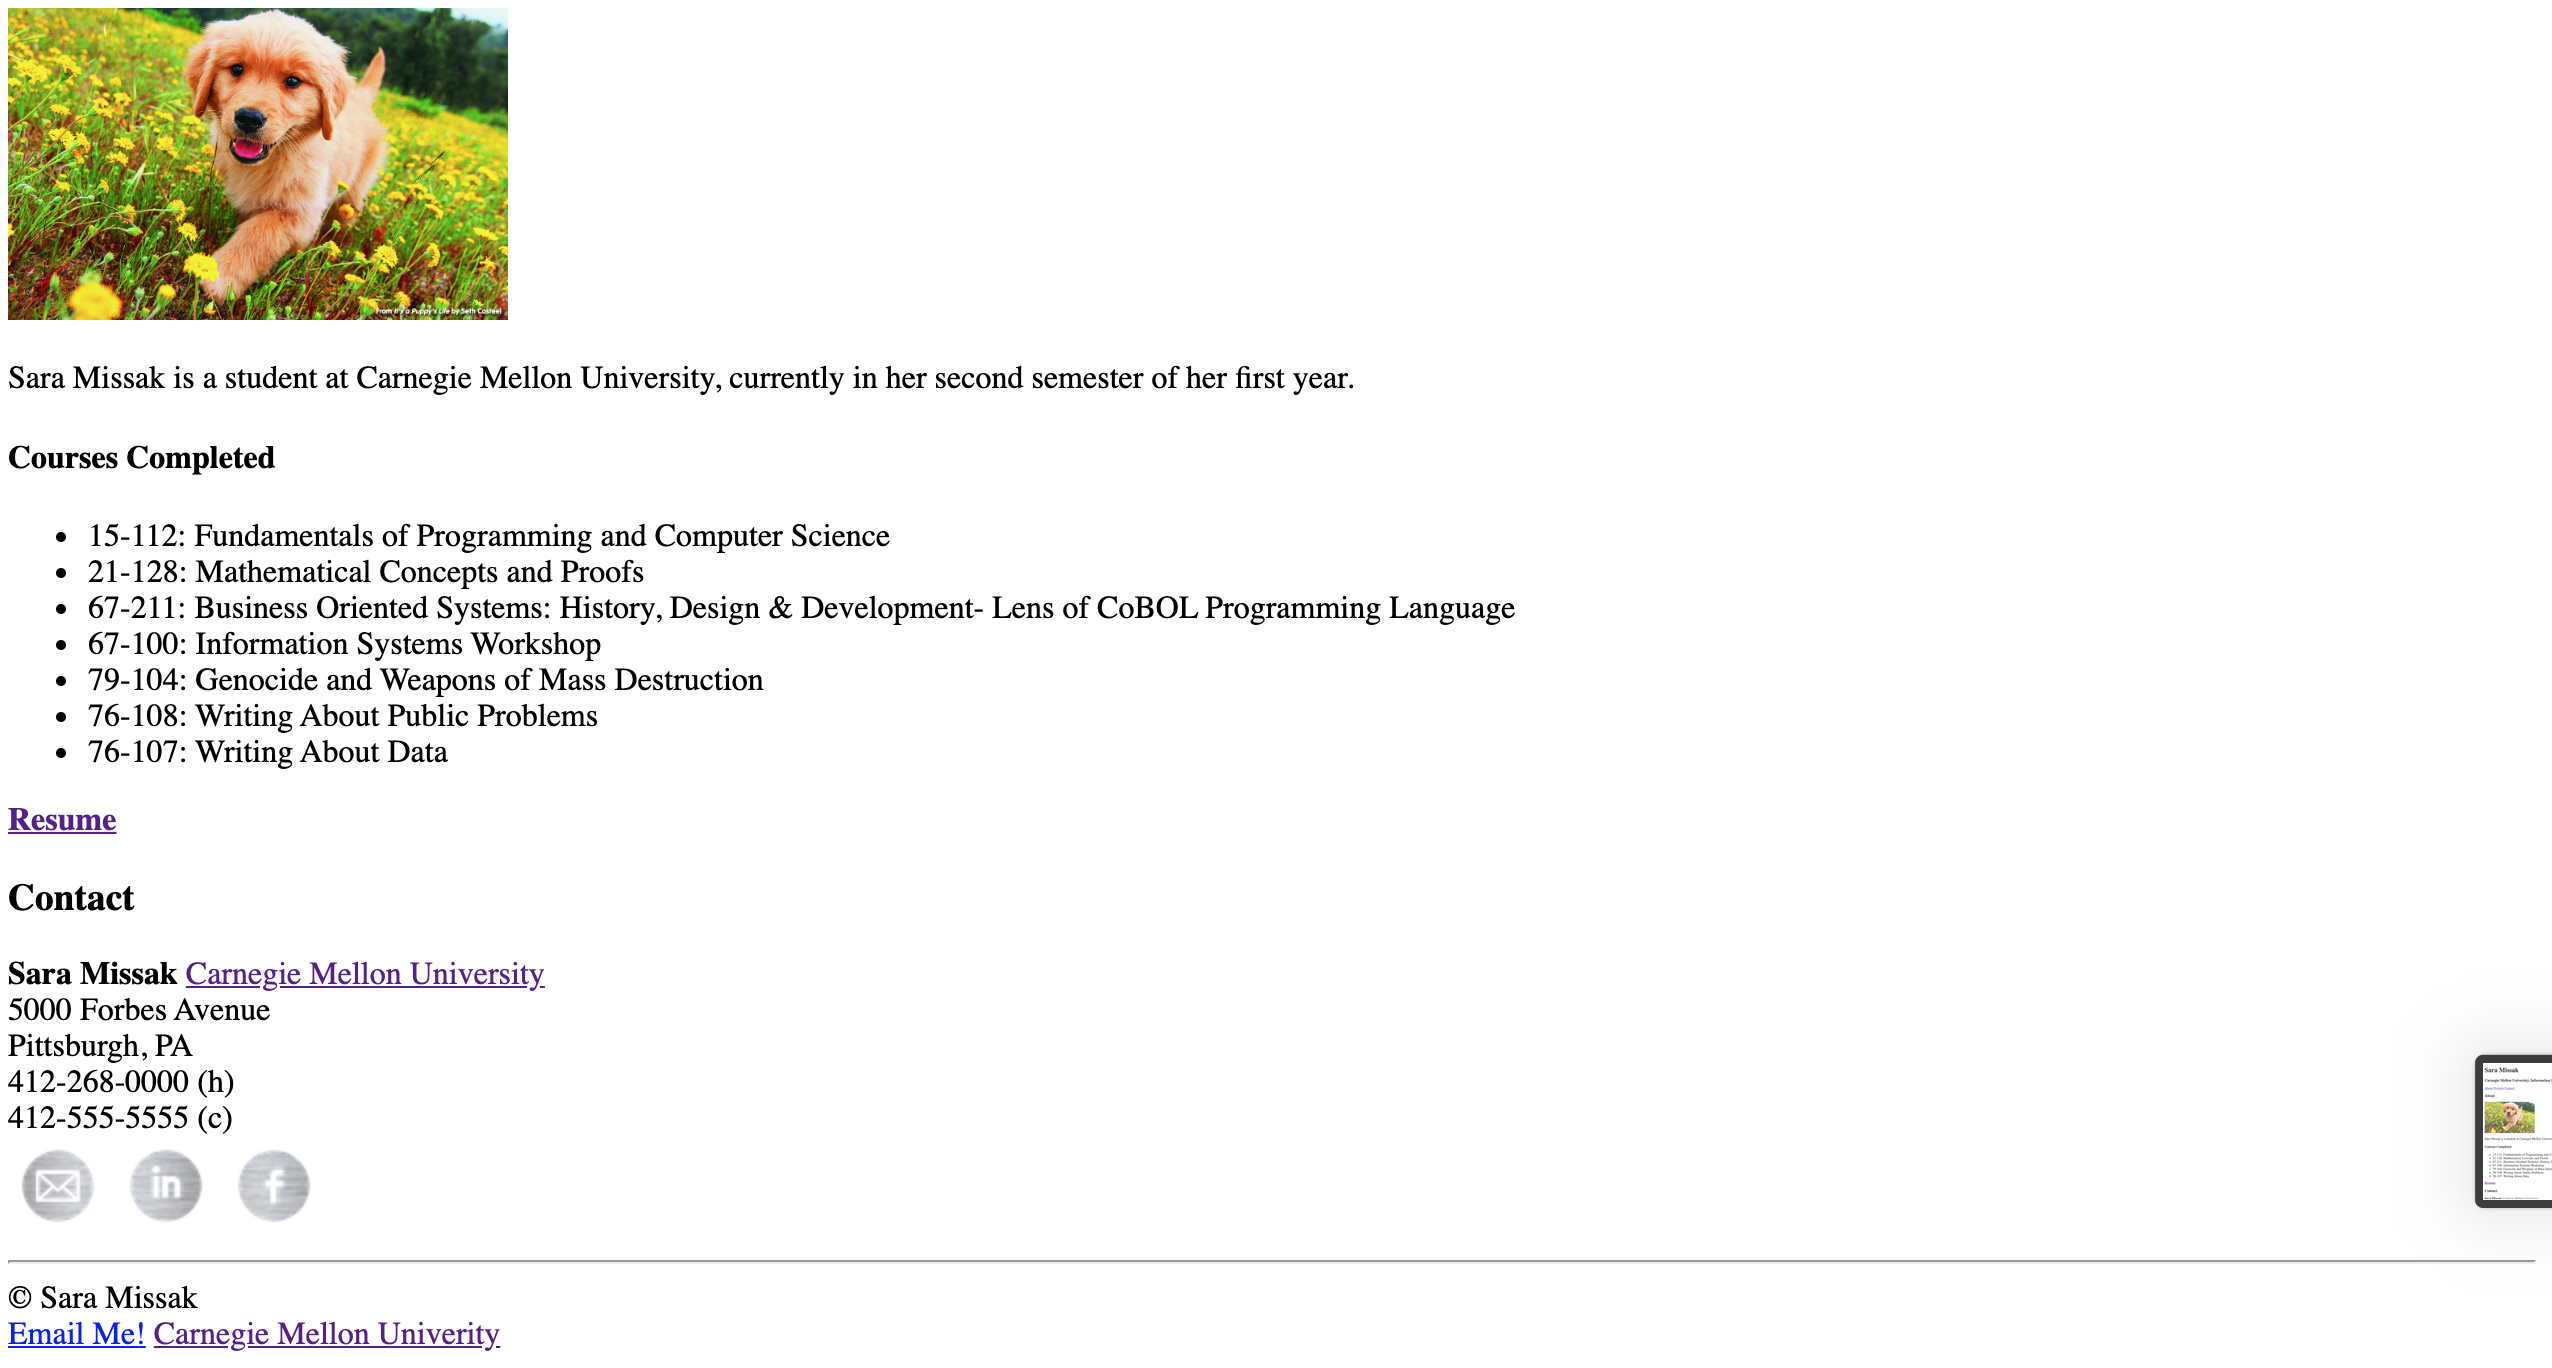 From It's a Puppy's Life by Seth Casteel
Sara Missak is a student at Carnegie Mellon University, currently in her second semester of her first year.
Courses Completed
15-112: Fundamentals of Programming and Computer Science
21-128: Mathematical Concepts and Proofs
67-211: Business Oriented Systems: History, Design & Development- Lens of CoBOL Programming Language
67-100: Information Systems Workshop
79-104: Genocide and Weapons of Mass Destruction
76-108: Writing About Public Problems
76-107: Writing About Data
Resume
Contact
Sara Missak Carnegie Mellon University
5000 Forbes Avenue
Pittsburgh, PA
412-268-0000 (h)
412-555-5555 (c)
in f
Sara Missak
© Sara Missak
Email Me! Carnegie Mellon Univerity